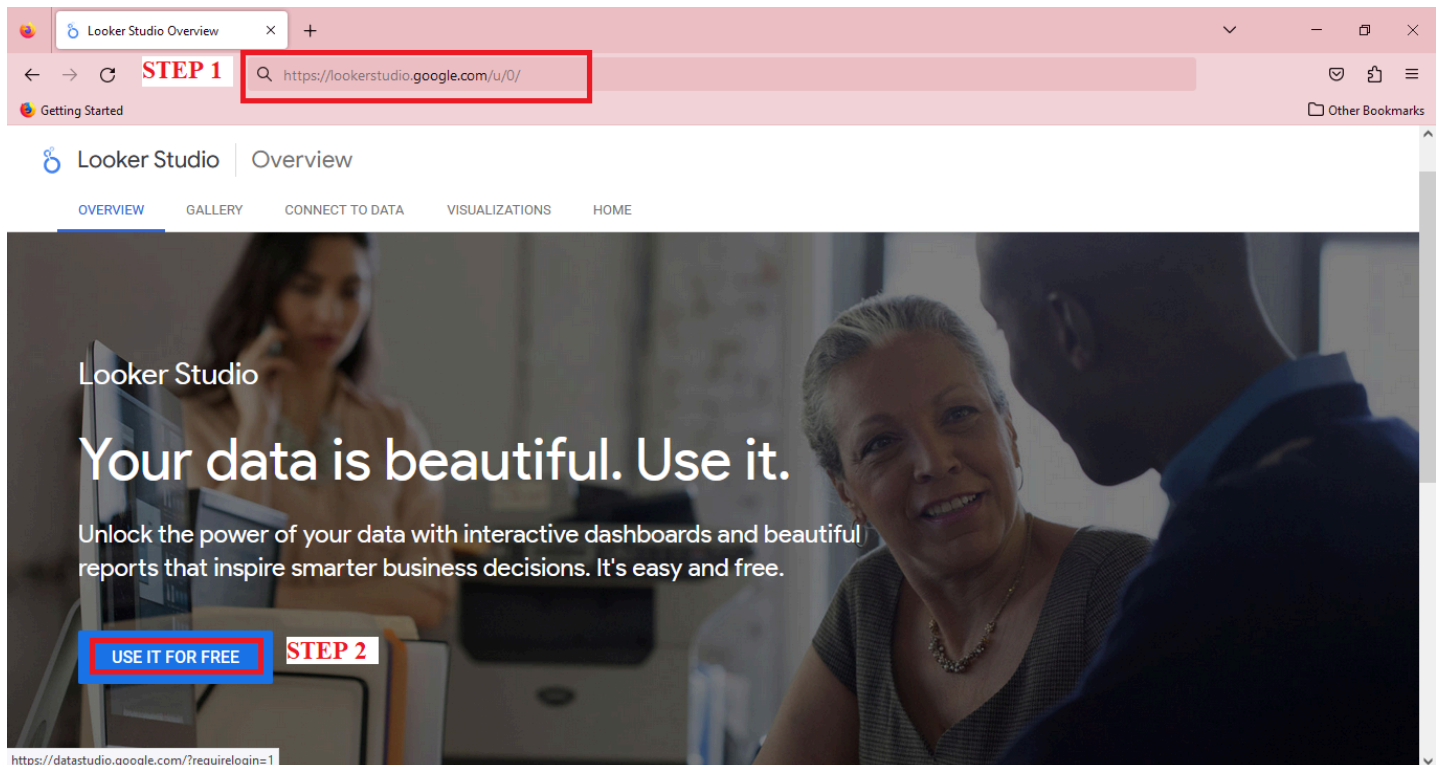 Looker Studio Overview
STEP 1
https://lookerstudio.google.com/u/0/
Getting Started
Other Bookmarks
Looker Studio Overview
OVERVIEW GALLERY CONNECT TO DATA VISUALIZATIONS HOME
Looker Studio
Your data is beautiful. Use it.
Unlock the power of your data with interactive dashboards and beautiful
reports that inspire smarter business decisions. It's easy and free.
USE IT FOR FREE
STEP 2
https://datastudio.google.com/?requirelogin=1